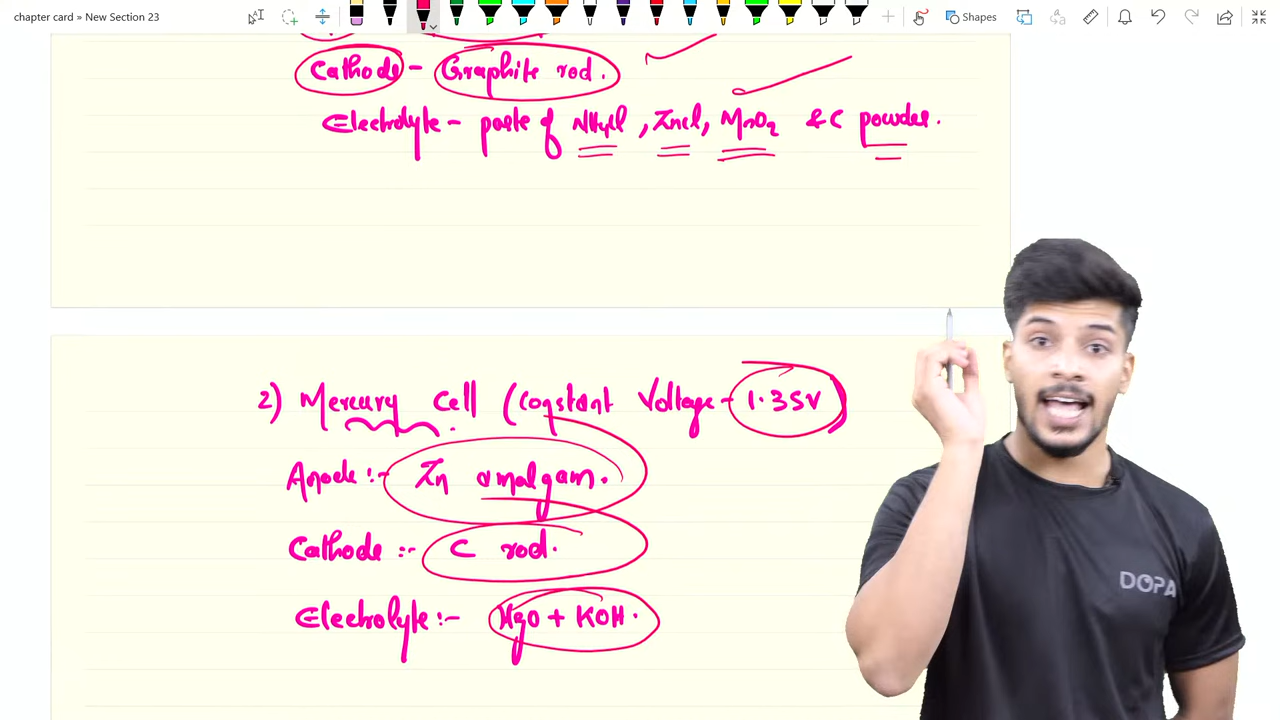 chapter card » New Section 23
Shapes
Cathode - Graphite rod.
Electrolyte - paste of NH4Cl, ZnCl, MnO2 & C powder.
2) Mercury Cell (constant Voltage - 1.35V)
Anode :- Zn amalgam.
Cathode :- C rod.
Electrolyte :- HgO + KOH.
DOPA